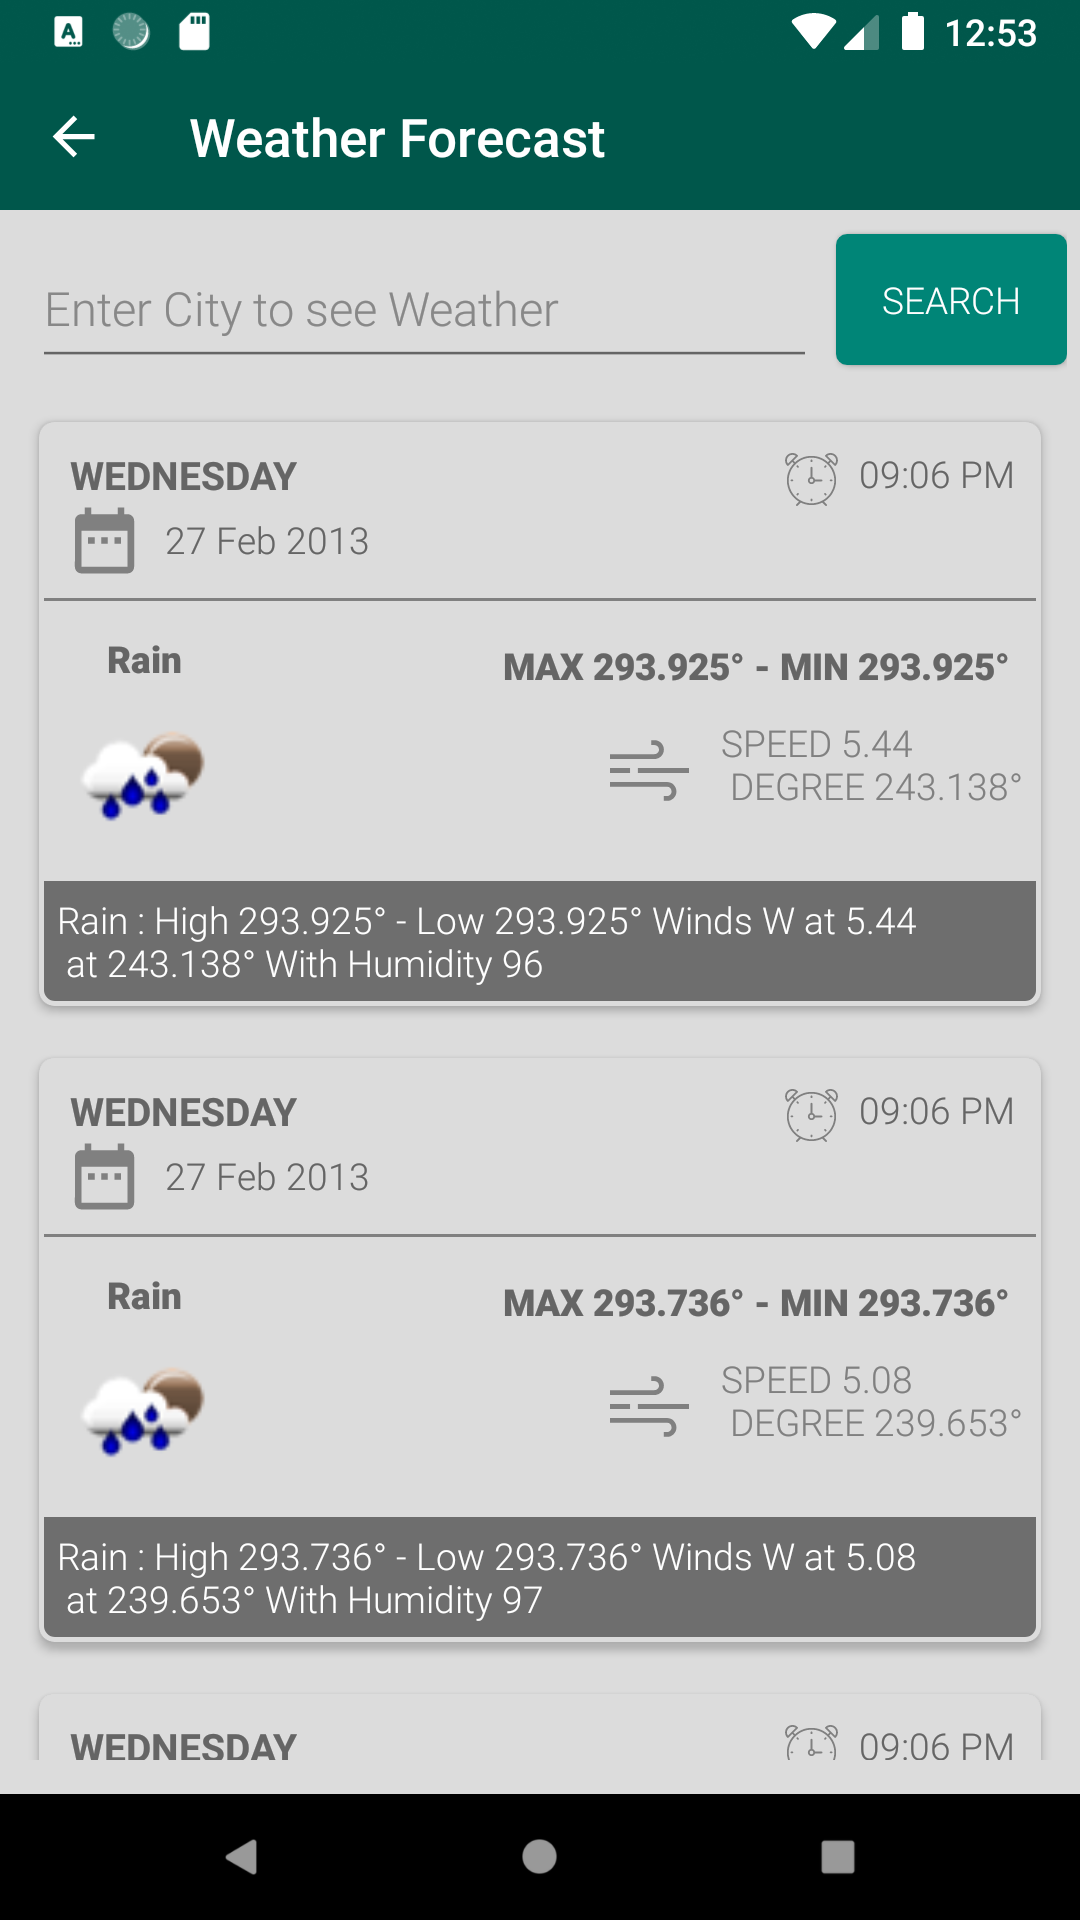 12:53
Weather Forecast
Enter City to see Weather
SEARCH
WEDNESDAY
09:06 PM
27 Feb 2013
Rain
MAX 293.925° - MIN 293.925°
SPEED 5.44
DEGREE 243.138°
Rain : High 293.925° - Low 293.925° Winds W at 5.44
at 243.138° With Humidity 96
WEDNESDAY
09:06 PM
27 Feb 2013
Rain
MAX 293.736° - MIN 293.736°
SPEED 5.08
DEGREE 239.653°
Rain : High 293.736° - Low 293.736° Winds W at 5.08
at 239.653° With Humidity 97
WEDNESDAY
09:06 PM